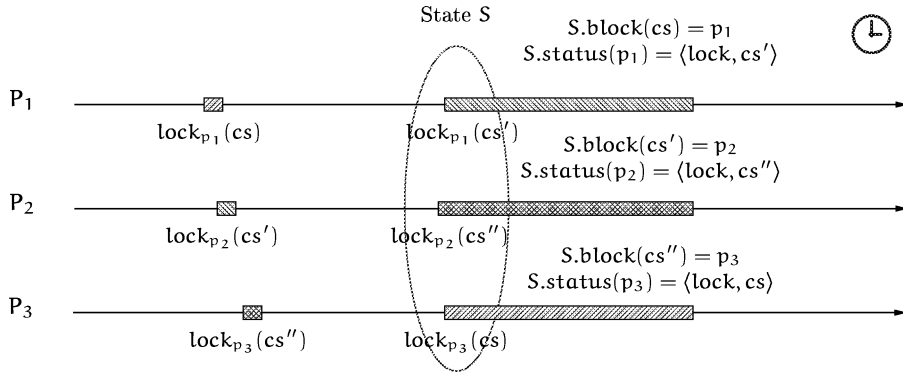 State S
S.block(cs) = p₁
S.status(p₁) = ⟨lock, cs′⟩
P₁
lockₚ₁(cs)
lockₚ₁(cs′)
S.block(cs′) = p₂
S.status(p₂) = ⟨lock, cs′′⟩
P₂
lockₚ₂(cs′)
lockₚ₂(cs′′)
S.block(cs′′) = p₃
S.status(p₃) = ⟨lock, cs⟩
P₃
lockₚ₃(cs′′)
lockₚ₃(cs)